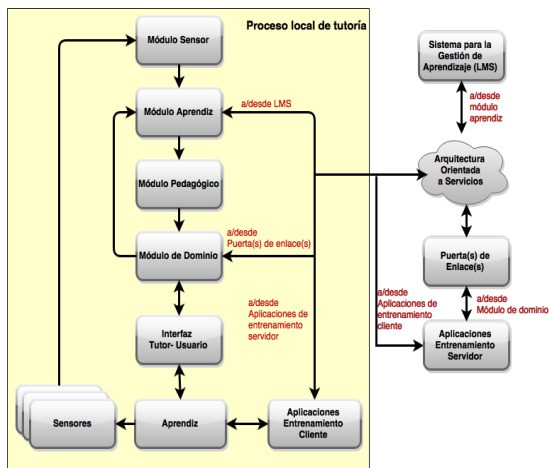 Proceso local de tutoría
Módulo Sensor
Sistema para la
Gestión de
Aprendizaje (LMS)
a/desde
módulo
aprendiz
Módulo Aprendiz
a/desde LMS
Arquitectura
Orientada
a Servicios
Módulo Pedagógico
a/desde
Puerta(s) de enlace(s)
Módulo de Dominio
Puerta(s) de
Enlace(s)
a/desde
Aplicaciones de
entrenamiento
servidor
a/desde
Aplicaciones de
entrenamiento
cliente
a/desde
Módulo de dominio
Interfaz
Tutor- Usuario
Aplicaciones
Entrenamiento
Servidor
Sensores
Aprendiz
Aplicaciones
Entrenamiento
Cliente